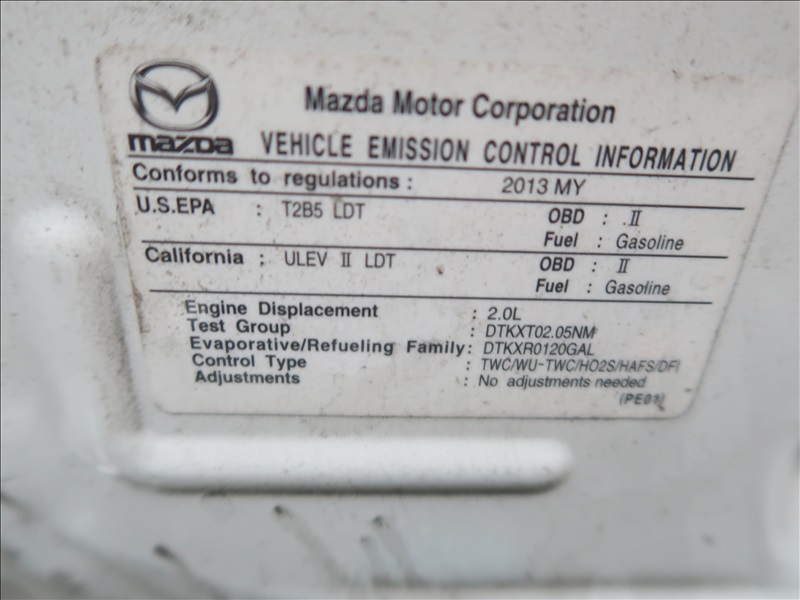 Mazda Motor Corporation
mazda VEHICLE EMISSION CONTROL INFORMATION
Conforms to regulations : 2013 MY
U.S.EPA : T2B5 LDT OBD : II
Fuel : Gasoline
California : ULEV II LDT OBD : II
Fuel : Gasoline
Engine Displacement : 2.0L
Test Group : DTKXT02.05NM
Evaporative/Refueling Family: DTKXR0120GAL
Control Type : TWC/WU-TWC/HO2S/HAFS/DFI
Adjustments : No adjustments needed
(PE01)